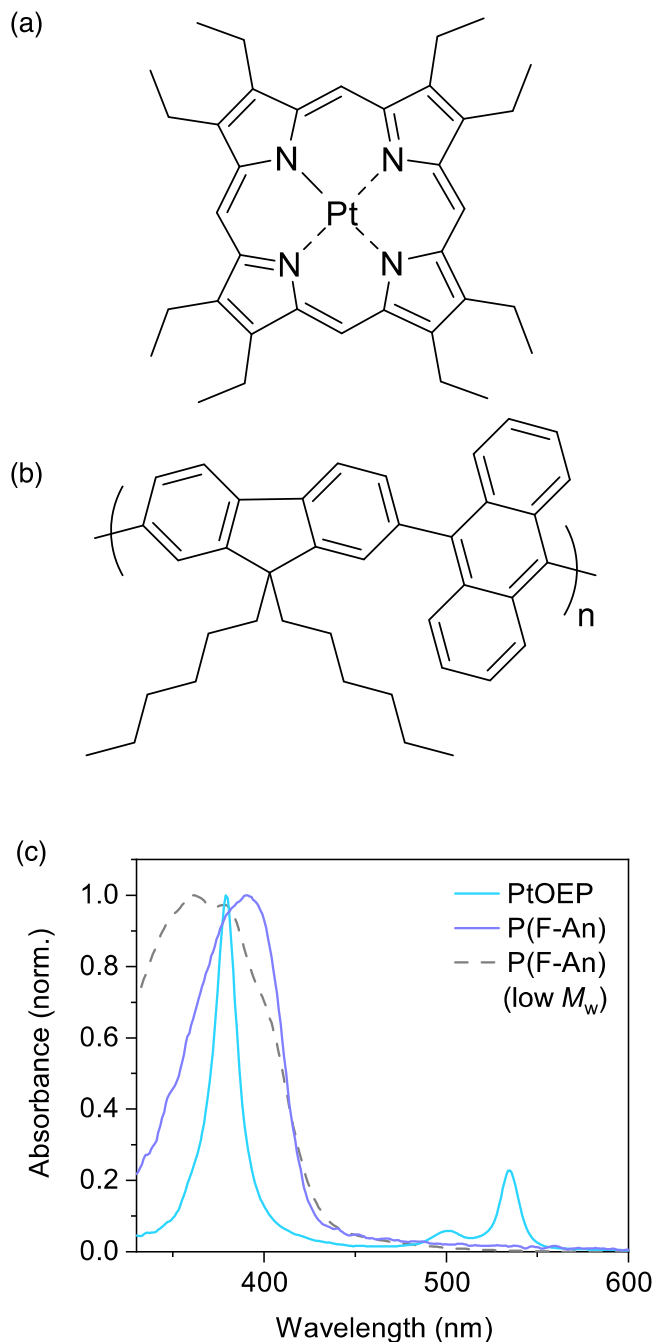 (a)
N
N
Pt
N
N
(b)
n
(c)
1.0
0.8
0.6
0.4
0.2
0.0
Absorbance (norm.)
PtOEP
P(F-An)
P(F-An)
(low Mw)
400
500
600
Wavelength (nm)